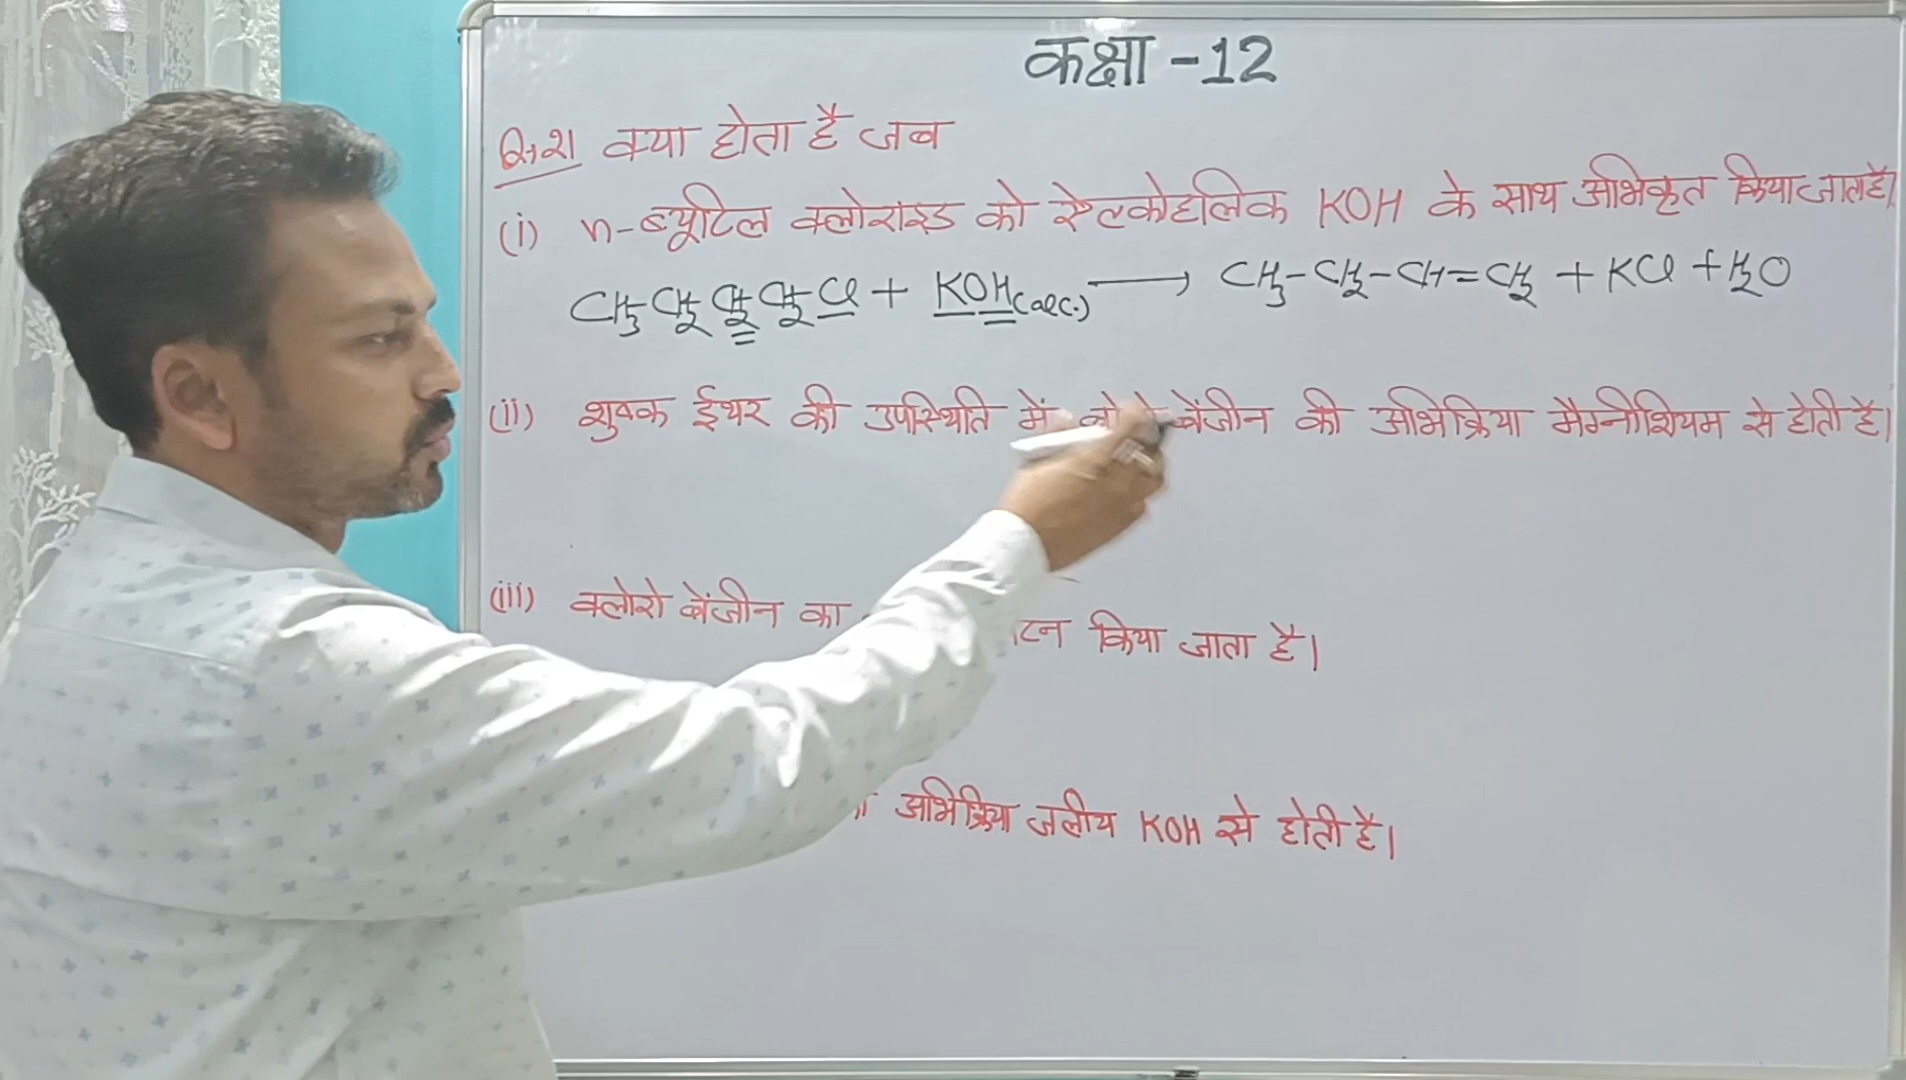 कक्षा -12
Q.21 क्या होता है जब
(i) n-ब्यूटिल क्लोराइड को ऐल्कोहलिक KOH के साथ अभिकृत किया जाता है।
CH₃CH₂CH₂CH₂Cl + KOH(alc.) ⟶ CH₃-CH₂-CH=CH₂ + KCl + H₂O
(ii) शुष्क ईथर की उपस्थिति में बेंजीन की अभिक्रिया मैग्नीशियम से होती है।
(iii) क्लोरो बेंजीन का किया जाता है।
अभिक्रिया जलीय KOH से होती है।